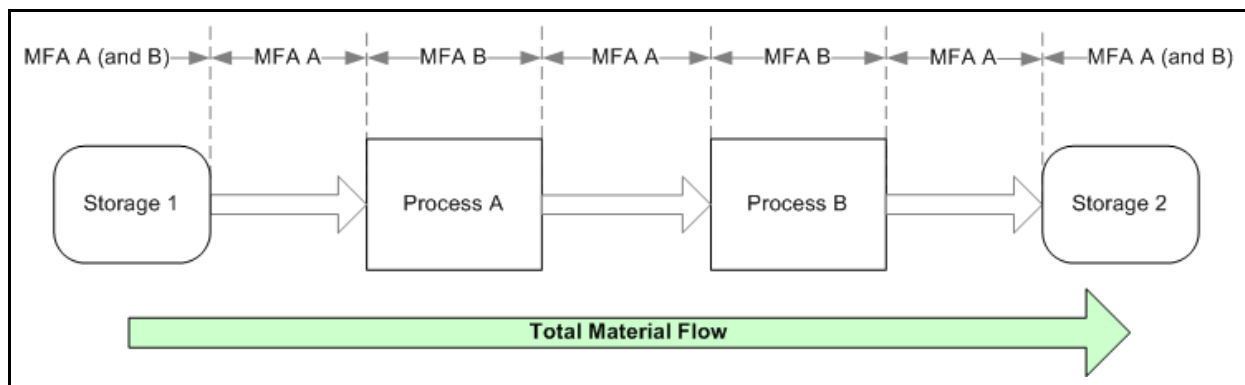 MFA A (and B) MFA A MFA B MFA A MFA B MFA A MFA A (and B)
Storage 1 Process A Process B Storage 2
Total Material Flow